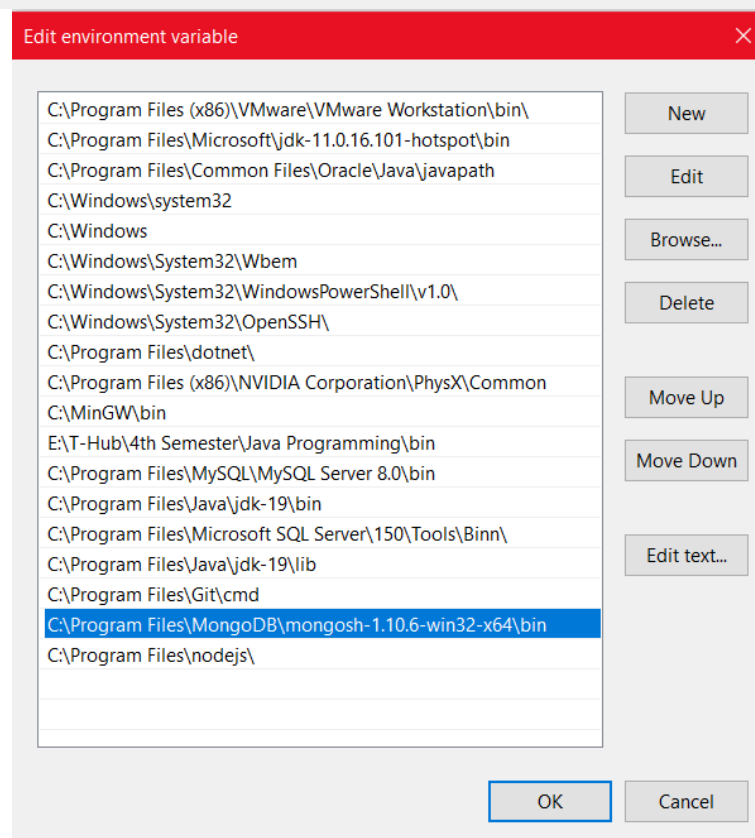 Edit environment variable
C:\Program Files (x86)\VMware\VMware Workstation\bin\
C:\Program Files\Microsoft\jdk-11.0.16.101-hotspot\bin
C:\Program Files\Common Files\Oracle\Java\javapath
C:\Windows\system32
C:\Windows
C:\Windows\System32\Wbem
C:\Windows\System32\WindowsPowerShell\v1.0\
C:\Windows\System32\OpenSSH\
C:\Program Files\dotnet\
C:\Program Files (x86)\NVIDIA Corporation\PhysX\Common
C:\MinGW\bin
E:\T-Hub\4th Semester\Java Programming\bin
C:\Program Files\MySQL\MySQL Server 8.0\bin
C:\Program Files\Java\jdk-19\bin
C:\Program Files\Microsoft SQL Server\150\Tools\Binn\
C:\Program Files\Java\jdk-19\lib
C:\Program Files\Git\cmd
C:\Program Files\MongoDB\mongosh-1.10.6-win32-x64\bin
C:\Program Files\nodejs\
New
Edit
Browse...
Delete
Move Up
Move Down
Edit text...
OK
Cancel